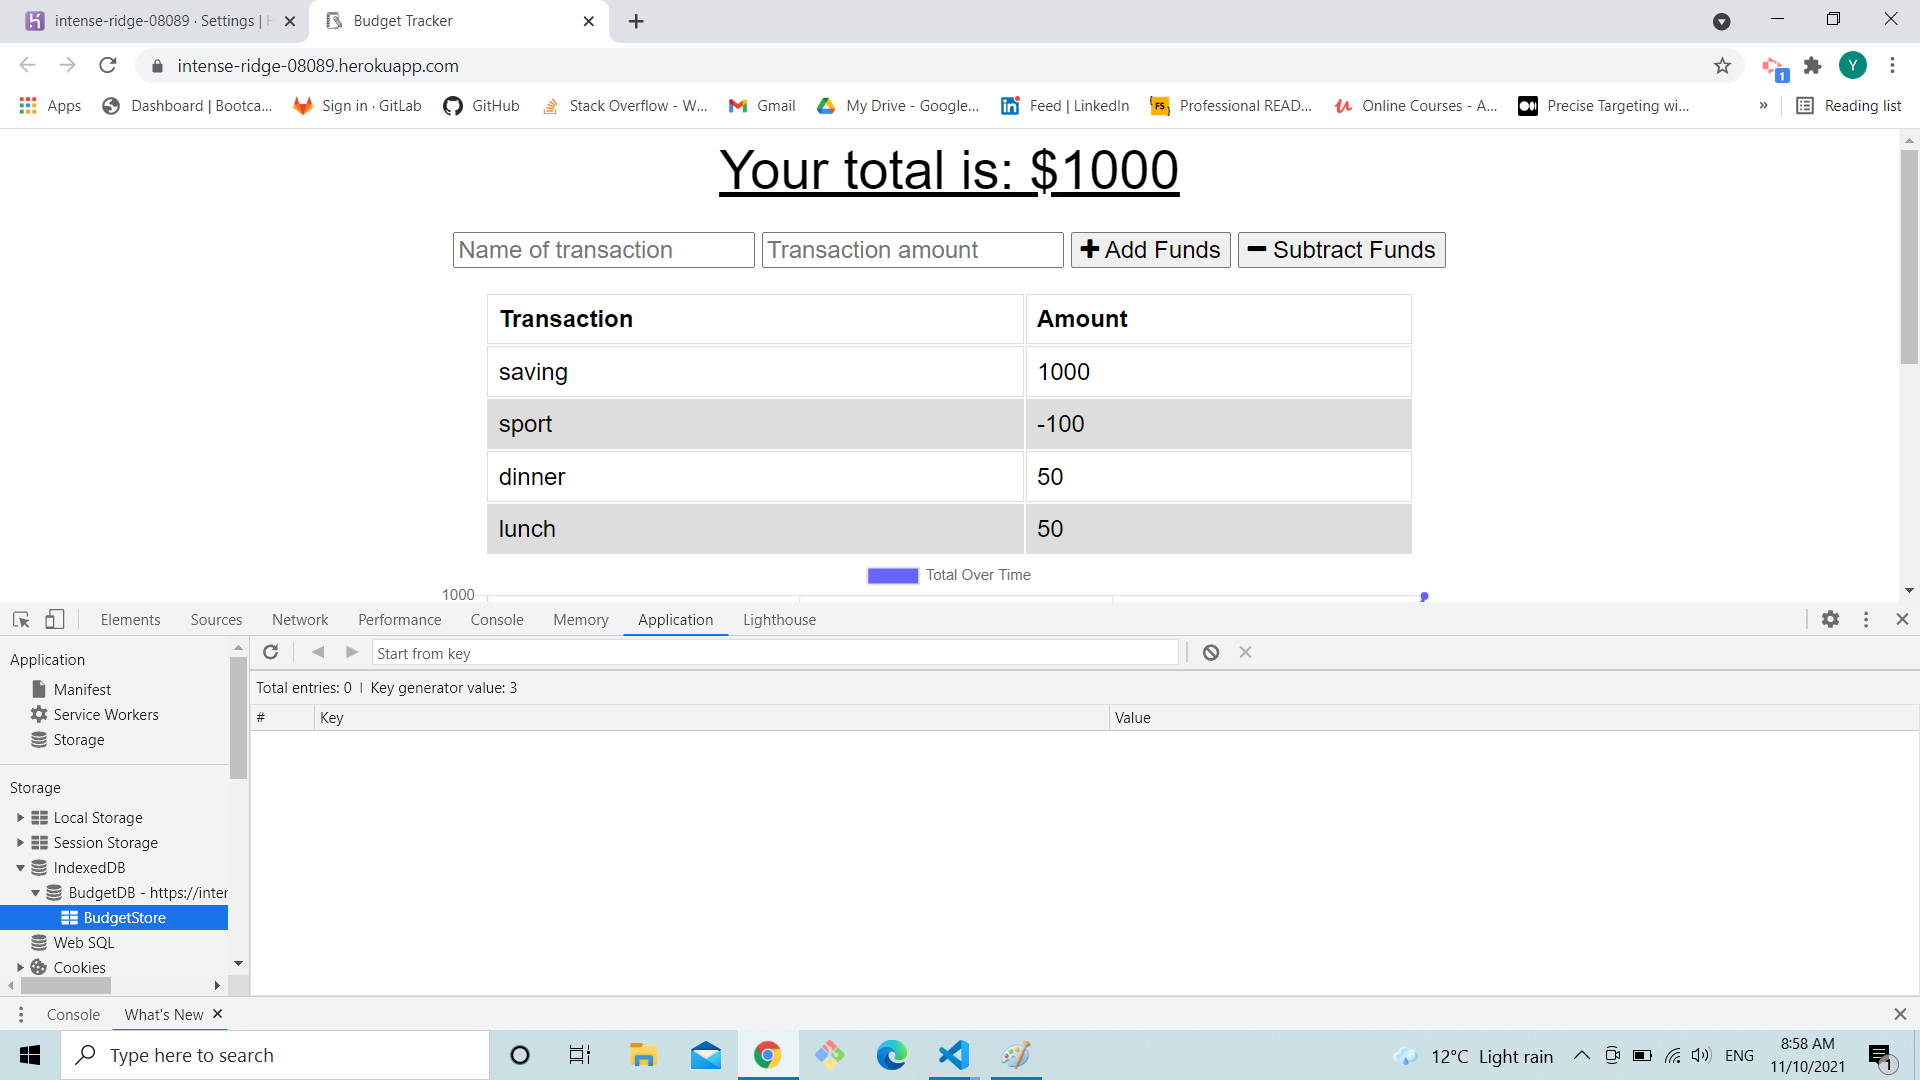 intense-ridge-08089 · Settings |
Budget Tracker
intense-ridge-08089.herokuapp.com
Y
1
Apps
Dashboard | Bootca...
Sign in · GitLab
GitHub
Stack Overflow - W...
Gmail
My Drive - Google...
Feed | LinkedIn
FS
Professional READ...
Online Courses - A...
Precise Targeting wi...
»
Reading list
Your total is: $1000
Name of transaction
Transaction amount
Add Funds
Subtract Funds
Transaction Amount
saving 1000
sport -100
dinner 50
lunch 50
Total Over Time
1000
Elements
Sources
Network
Performance
Console
Memory
Application
Lighthouse
Application
Manifest
Service Workers
Storage
Storage
Local Storage
Session Storage
IndexedDB
BudgetDB - https://inter
BudgetStore
Web SQL
Cookies
Start from key
Total entries: 0 | Key generator value: 3
# Key Value
Console
What's New
Type here to search
12°C Light rain
ENG
8:58 AM
11/10/2021
1